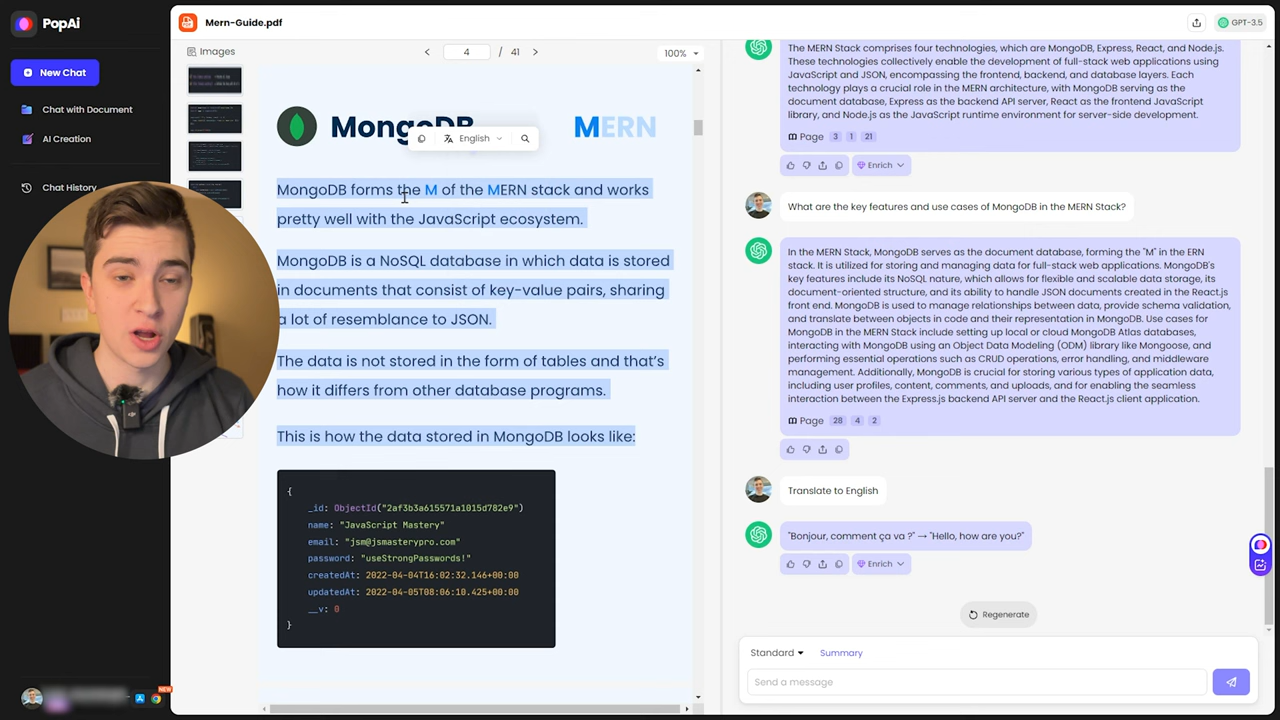 PopAi
New Chat
Chat with Document
AI Creation
Chat History
NEW
Mern-Guide.pdf
GPT-3.5
Images
4 / 41
100%
MongoDB
MER
English
MongoDB forms the M of the MERN stack and works
pretty well with the JavaScript ecosystem.
MongoDB is a NoSQL database in which data is stored
in documents that consist of key-value pairs, sharing
a lot of resemblance to JSON.
The data is not stored in the form of tables and that's
how it differs from other database programs.
This is how the data stored in MongoDB looks like:
{
_id: ObjectId("2af3b3a615571a1015d782e9")
name: "JavaScript Mastery"
email: "jsm@jsmasterypro.com"
password: "useStrongPasswords!"
createdAt: 2022-04-04T16:02:32.146+00:00
updatedAt: 2022-04-05T08:06:10.425+00:00
__v: 0
}
The MERN Stack comprises four technologies, which are MongoDB, Express, React, and Node.js.
These technologies collectively enable the development of full-stack web applications using
JavaScript and JSON, encompassing the frontend, backend, and database layers. Each
technology plays a crucial role in the MERN architecture, with MongoDB serving as the
document database, Express as the backend API server, React as the frontend JavaScript
library, and Node.js as the JavaScript runtime environment for server-side development.
Page 3 1 21
Enrich
What are the key features and use cases of MongoDB in the MERN Stack?
In the MERN Stack, MongoDB serves as the document database, forming the "M" in the ERN
stack. It is utilized for storing and managing data for full-stack web applications. MongoDB's
key features include its NoSQL nature, which allows for flexible and scalable data storage, its
document-oriented structure, and its ability to handle JSON documents created in the React.js
front end. MongoDB is used to manage relationships between data, provide schema validation,
and translate between objects in code and their representation in MongoDB. Use cases for
MongoDB in the MERN Stack include setting up local or cloud MongoDB Atlas databases,
interacting with MongoDB using an Object Data Modeling (ODM) library like Mongoose, and
performing essential operations such as CRUD operations, error handling, and middleware
management. Additionally, MongoDB is crucial for storing various types of application data,
including user profiles, content, comments, and uploads, and for enabling the seamless
interaction between the Express.js backend API server and the React.js client application.
Page 28 4 2
Translate to English
"Bonjour, comment ça va ?" → "Hello, how are you?"
Enrich
Regenerate
Standard Summary
Send a message